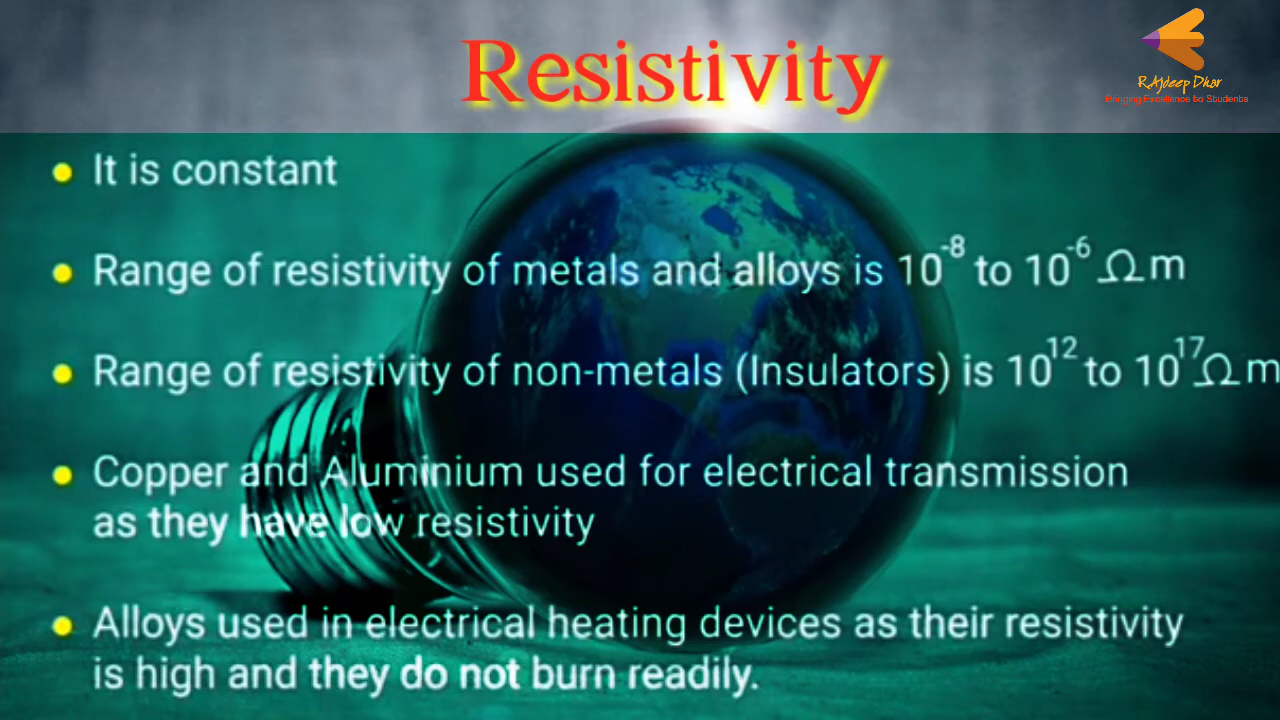 Resistivity
RAJdeep Dhar
Bringing Excellence to Students
It is constant
Range of resistivity of metals and alloys is 10⁻⁸ to 10⁻⁶ Ω m
Range of resistivity of non-metals (Insulators) is 10¹² to 10¹⁷ Ω m
Copper and Aluminium used for electrical transmission
as they have low resistivity
Alloys used in electrical heating devices as their resistivity
is high and they do not burn readily.